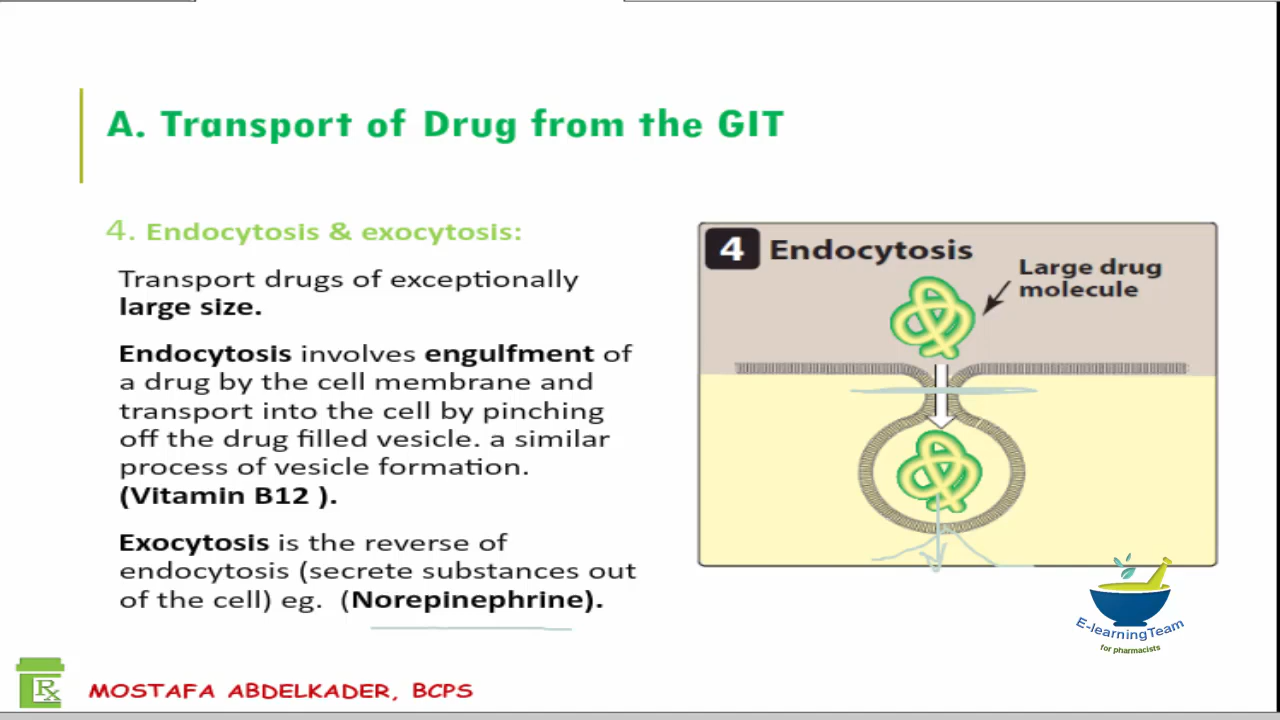 A. Transport of Drug from the GIT
4. Endocytosis & exocytosis:
Transport drugs of exceptionally
large size.
Endocytosis involves engulfment of
a drug by the cell membrane and
transport into the cell by pinching
off the drug filled vesicle. a similar
process of vesicle formation.
(Vitamin B12 ).
Exocytosis is the reverse of
endocytosis (secrete substances out
of the cell) eg. (Norepinephrine).
4 Endocytosis
Large drug
molecule
E-learningTeam
for pharmacists
Rx
MOSTAFA ABDELKADER, BCPS